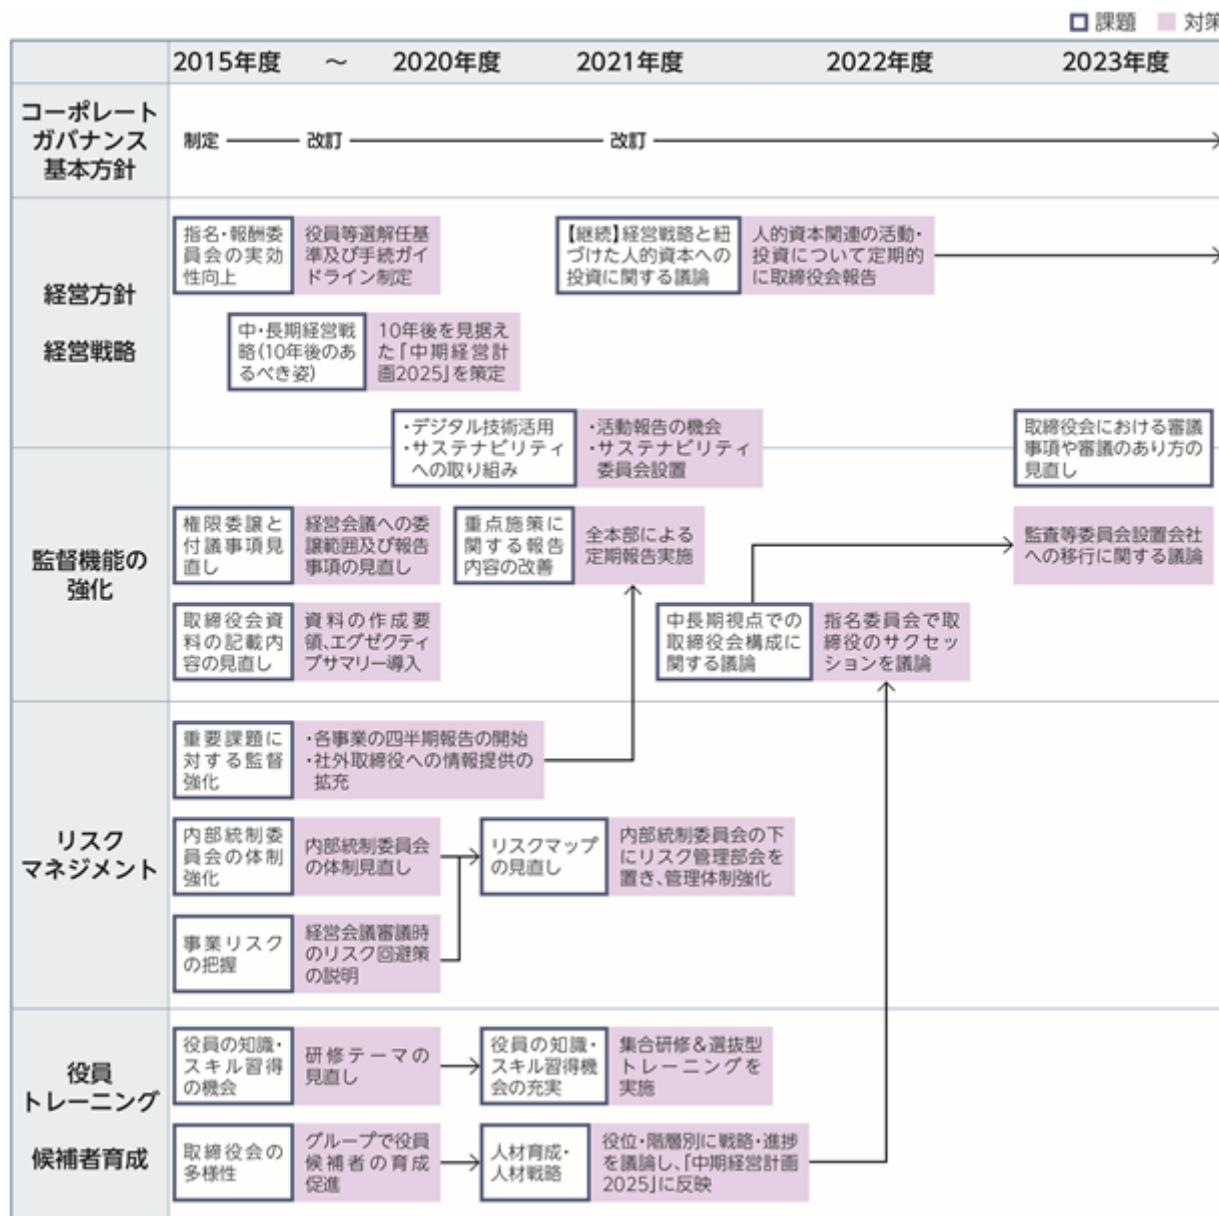 課題 対策
2015年度 ～ 2020年度 2021年度 2022年度 2023年度
コーポレート
ガバナンス
基本方針
制定 改訂 改訂
経営方針
経営戦略
指名・報酬委
員会の実効
性向上
役員等選解任基
準及び手続ガイ
ドライン制定
【継続】経営戦略と紐
づけた人的資本への
投資に関する議論
人的資本関連の活動・
投資について定期的
に取締役会報告
中・長期経営戦
略(10年後のあ
るべき姿)
10年後を見据え
た「中期経営計
画2025」を策定
・デジタル技術活用
・サステナビリティ
への取り組み
・活動報告の機会
・サステナビリティ
委員会設置
取締役会における審議
事項や審議のあり方の
見直し
監督機能の
強化
権限委譲と
付議事項見
直し
経営会議への委
譲範囲及び報告
事項の見直し
重点施策に
関する報告
内容の改善
全本部による
定期報告実施
監査等委員会設置会社
への移行に関する議論
取締役会資
料の記載内
容の見直し
資料の作成要
領、エグゼクティ
ブサマリー導入
中長期視点での
取締役会構成に
関する議論
指名委員会で取
締役のサクセッ
ションを議論
リスク
マネジメント
重要課題に
対する監督
強化
・各事業の四半期報告の開始
・社外取締役への情報提供の
拡充
内部統制委
員会の体制
強化
内部統制委員会
の体制見直し
リスクマップ
の見直し
内部統制委員会の下
にリスク管理部会を
置き、管理体制強化
事業リスク
の把握
経営会議審議時
のリスク回避策
の説明
役員
トレーニング
候補者育成
役員の知識・
スキル習得
の機会
研修テーマの
見直し
役員の知識・
スキル習得機
会の充実
集合研修＆選抜型
トレーニングを
実施
取締役会の
多様性
グループで役員
候補者の育成
促進
人材育成・
人材戦略
役位・階層別に戦略・進捗
を議論し、「中期経営計画
2025」に反映